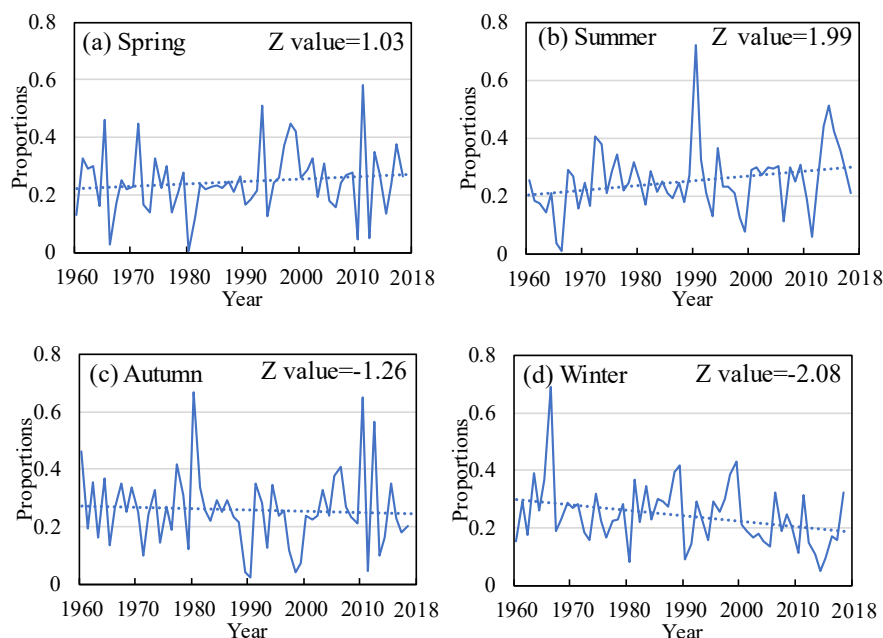 (a) Spring Z value=1.03
Proportions
0.8
0.6
0.4
0.2
0
1960 1970 1980 1990 2000 2010 2018
Year
(b) Summer Z value=1.99
Proportions
0.8
0.6
0.4
0.2
0
1960 1970 1980 1990 2000 2010 2018
Year
(c) Autumn Z value=-1.26
Proportions
0.8
0.6
0.4
0.2
0
1960 1970 1980 1990 2000 2010 2018
Year
(d) Winter Z value=-2.08
Proportions
0.8
0.6
0.4
0.2
0
1960 1970 1980 1990 2000 2010 2018
Year